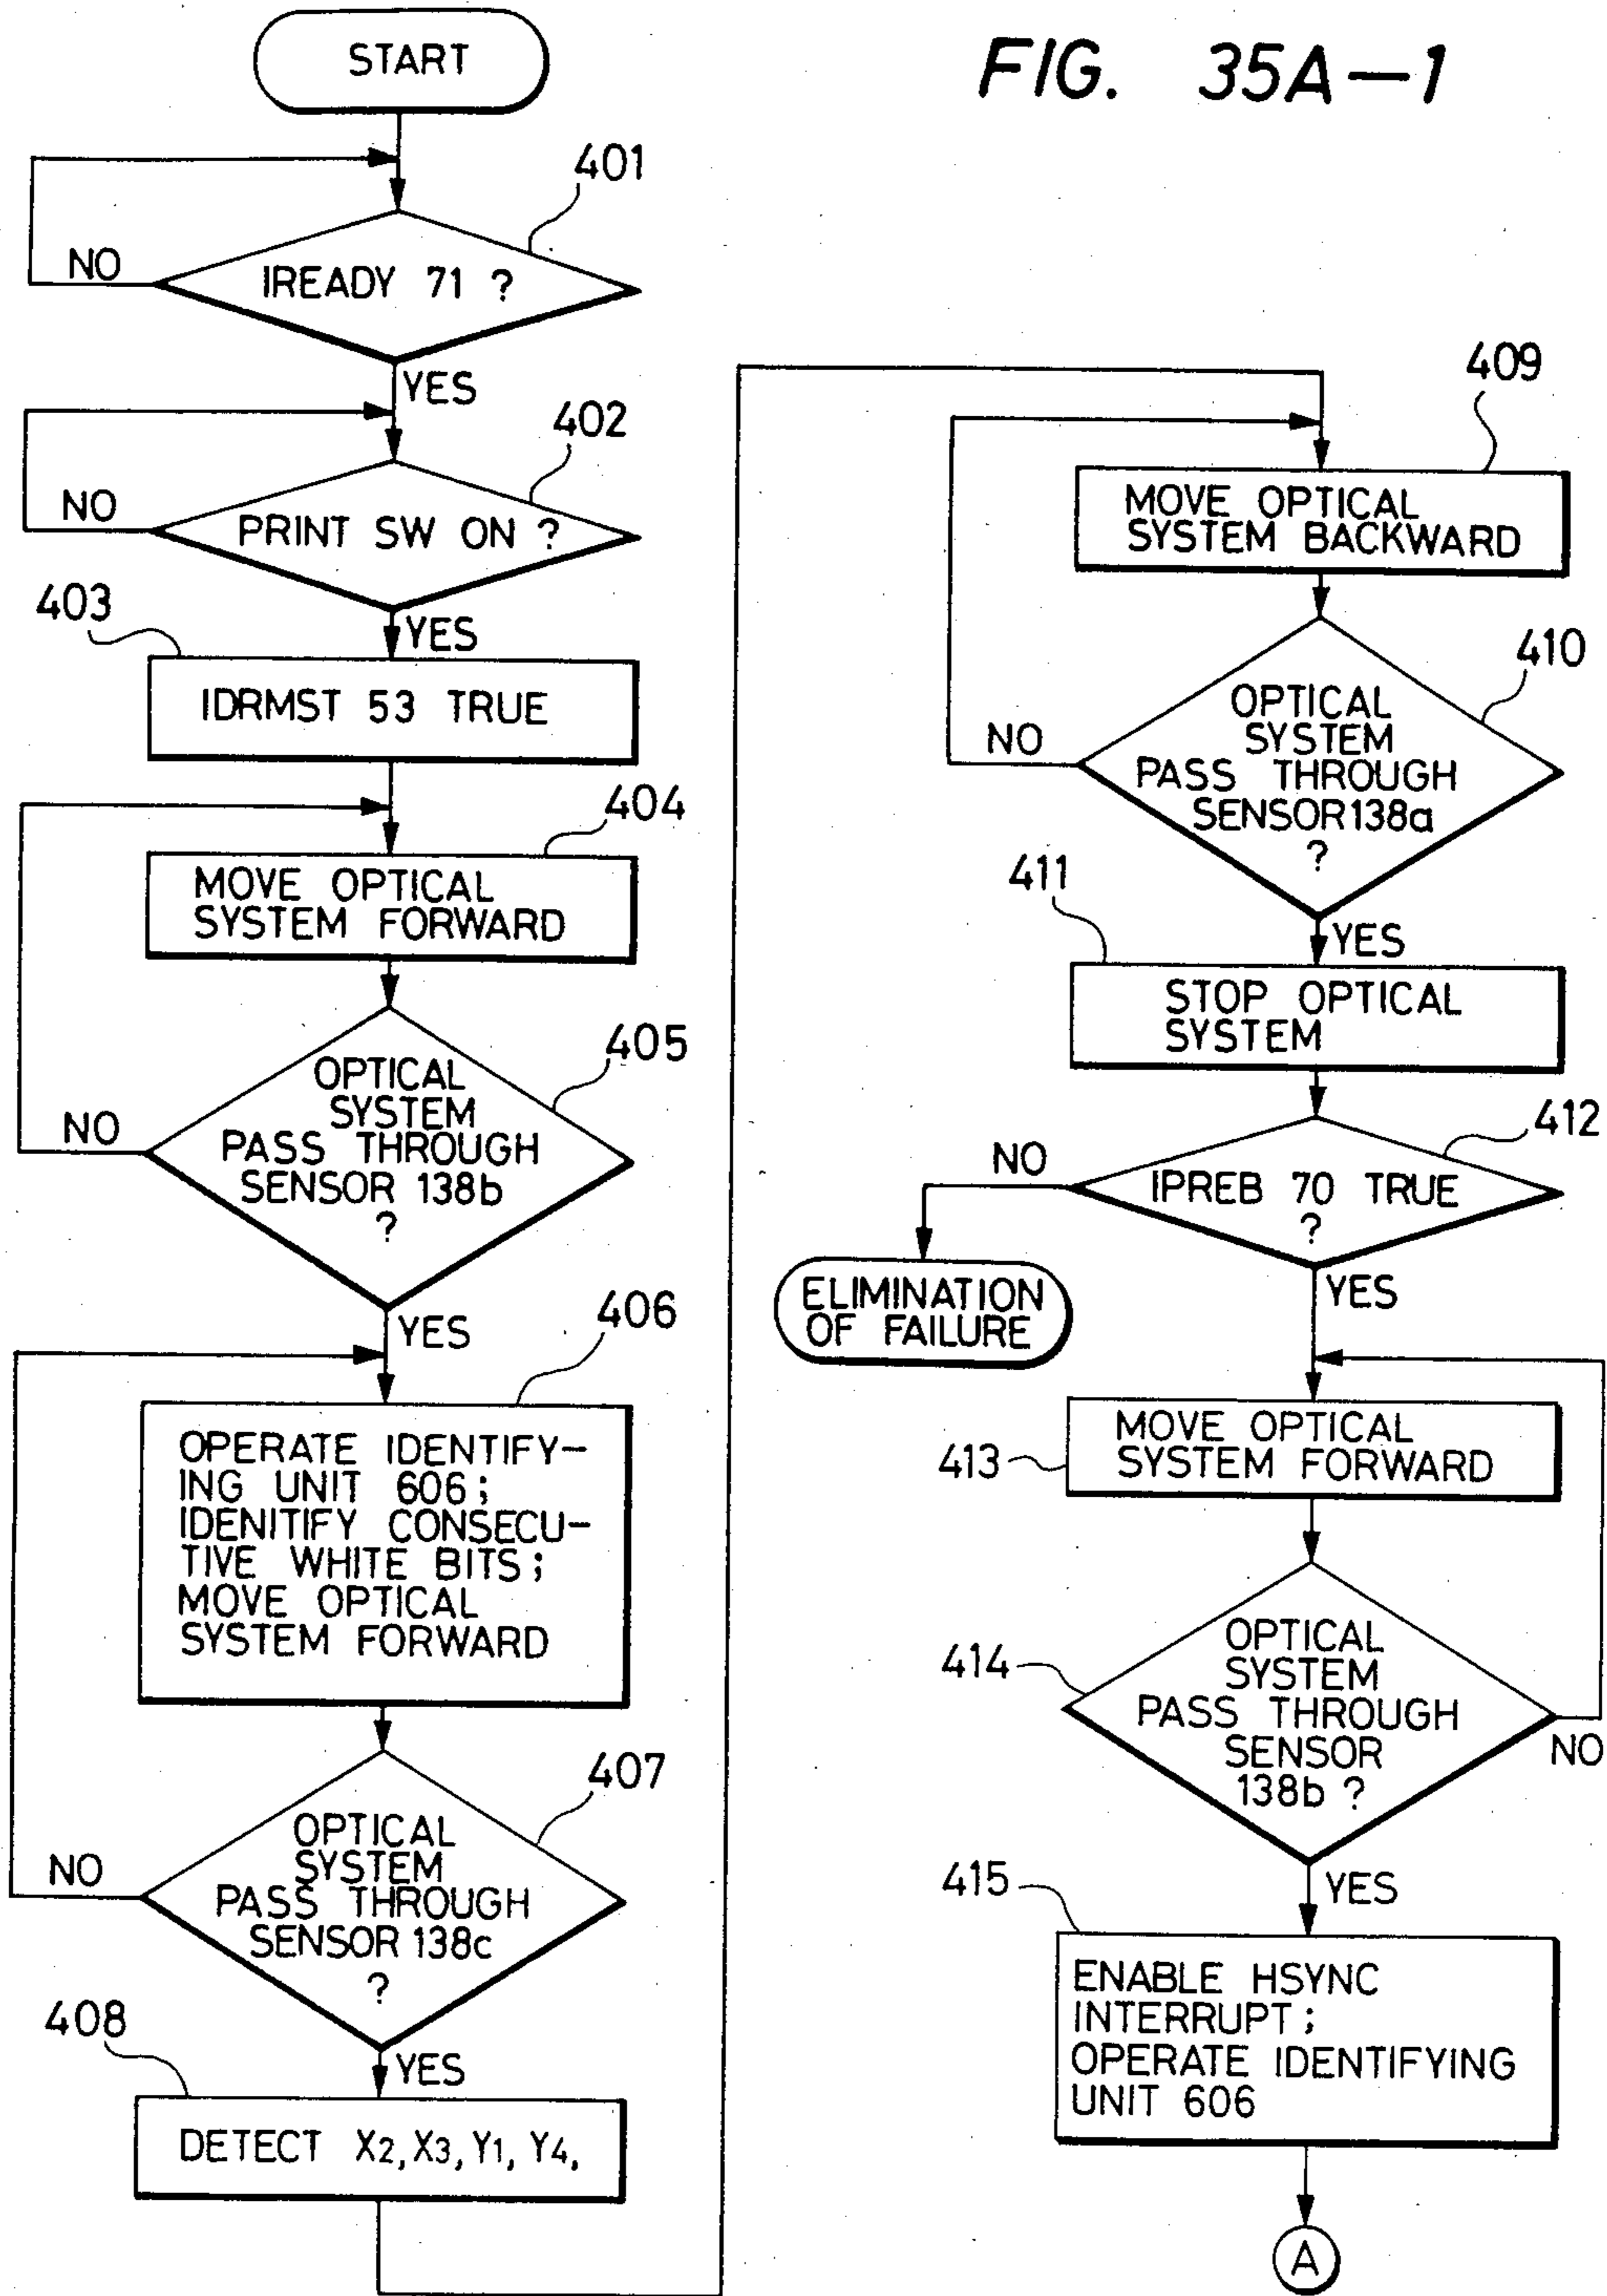 FIG. 35A-1
START
401
NO
IREADY 71 ?
YES
402
NO
PRINT SW ON ?
403
YES
IDRMST 53 TRUE
404
MOVE OPTICAL
SYSTEM FORWARD
405
OPTICAL
SYSTEM
PASS THROUGH
SENSOR 138b
?
NO
YES
406
OPERATE IDENTIFY-
ING UNIT 606;
IDENITIFY CONSECU-
TIVE WHITE BITS;
MOVE OPTICAL
SYSTEM FORWARD
407
OPTICAL
SYSTEM
PASS THROUGH
SENSOR 138c
?
NO
408
YES
DETECT X2, X3, Y1, Y4,
409
MOVE OPTICAL
SYSTEM BACKWARD
410
OPTICAL
SYSTEM
PASS THROUGH
SENSOR 138a
?
NO
411
YES
STOP OPTICAL
SYSTEM
412
NO
IPREB 70 TRUE
?
ELIMINATION
OF FAILURE
YES
413
MOVE OPTICAL
SYSTEM FORWARD
414
OPTICAL
SYSTEM
PASS THROUGH
SENSOR
138b ?
NO
415
YES
ENABLE HSYNC
INTERRUPT;
OPERATE IDENTIFYING
UNIT 606
A